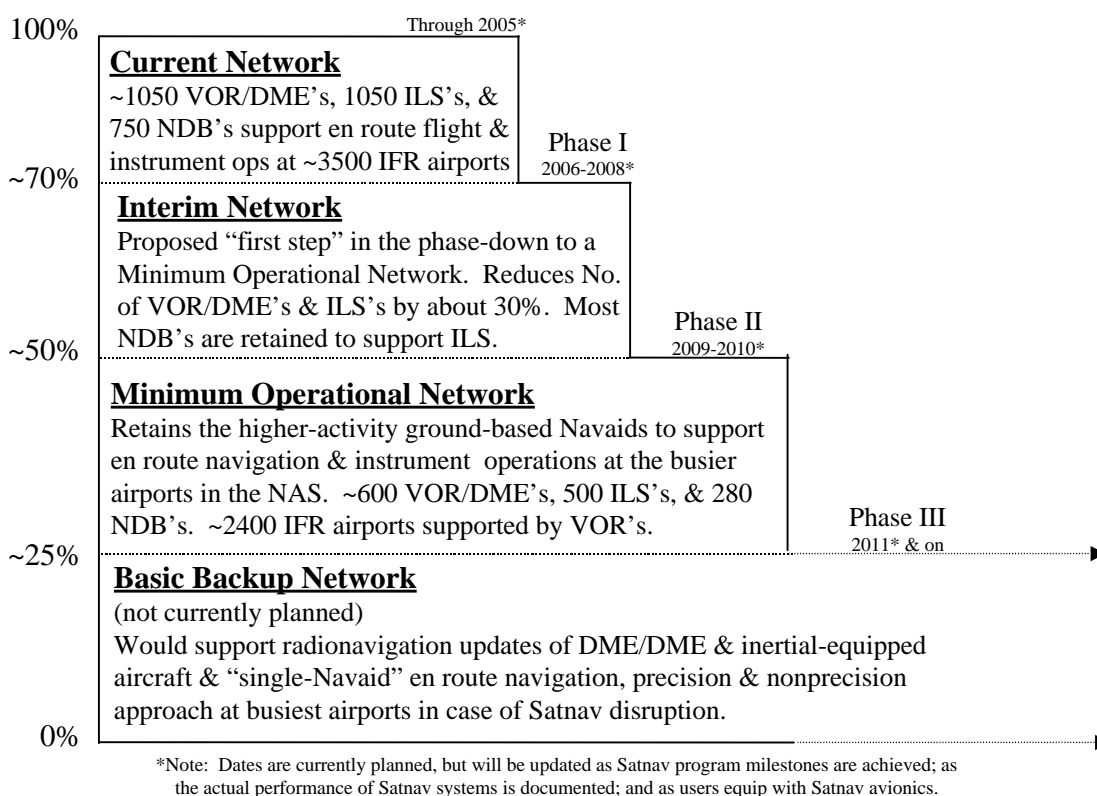 100%
Through 2005*
Current Network
~1050 VOR/DME's, 1050 ILS's, &
750 NDB's support en route flight &
instrument ops at ~3500 IFR airports
Phase I
2006-2008*
~70%
Interim Network
Proposed “first step” in the phase-down to a
Minimum Operational Network.  Reduces No.
of VOR/DME’s & ILS’s by about 30%.  Most
NDB’s are retained to support ILS.
Phase II
2009-2010*
~50%
Minimum Operational Network
Retains the higher-activity ground-based Navaids to support
en route navigation & instrument  operations at the busier
airports in the NAS.  ~600 VOR/DME’s, 500 ILS’s, & 280
NDB’s.  ~2400 IFR airports supported by VOR’s.
Phase III
2011* & on
~25%
Basic Backup Network
(not currently planned)
Would support radionavigation updates of DME/DME & inertial-equipped
aircraft & “single-Navaid” en route navigation, precision & nonprecision
approach at busiest airports in case of Satnav disruption.
0%
*Note:  Dates are currently planned, but will be updated as Satnav program milestones are achieved; as
the actual performance of Satnav systems is documented; and as users equip with Satnav avionics.